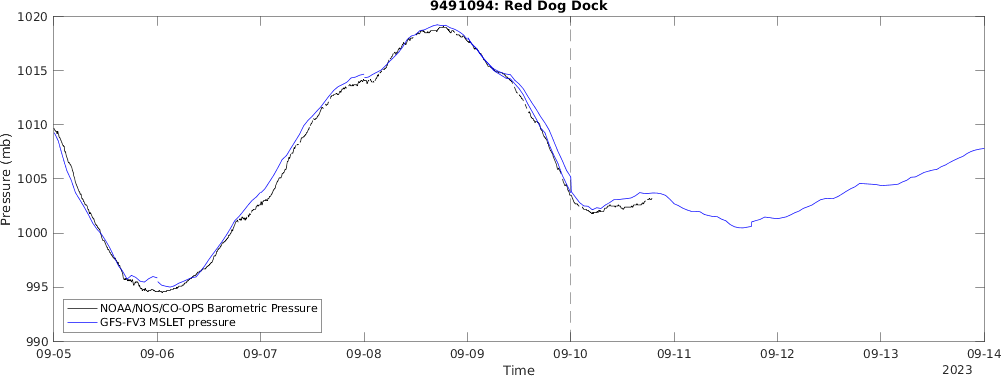 9491094: Red Dog Dock
Pressure (mb)
1020
1015
1010
1005
1000
995
990
NOAA/NOS/CO-OPS Barometric Pressure
GFS-FV3 MSLET pressure
09-05 09-06 09-07 09-08 09-09 09-10 09-11 09-12 09-13 09-14
Time
2023